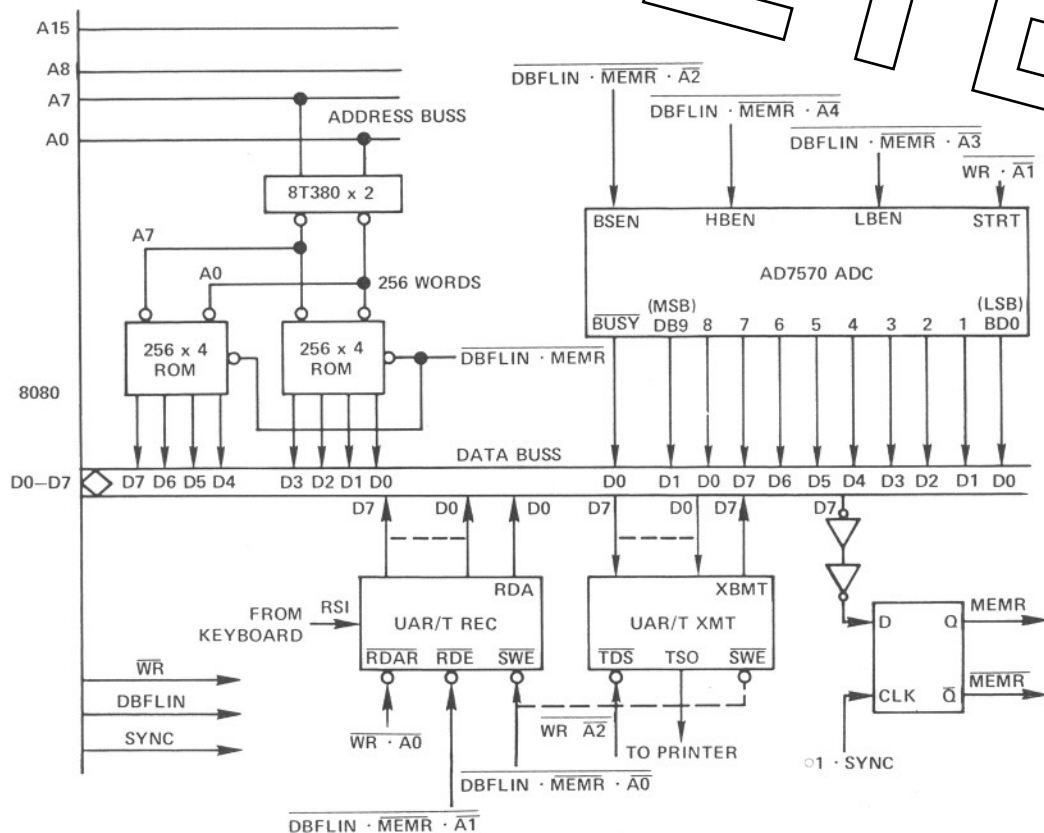 A15
A8
A7
A0
ADDRESS BUSS
8T380 x 2
A7
A0
256 WORDS
256 x 4
ROM
256 x 4
ROM
DBFLIN · MEMR
8080
DBFLIN · MEMR · A2
DBFLIN · MEMR · A4
DBFLIN · MEMR · A3
WR · A1
BSEN HBEN LBEN STRT
AD7570 ADC
(MSB) (LSB)
BUSY DB9 8 7 6 5 4 3 2 1 BD0
DATA BUSS
D0—D7
D7 D6 D5 D4 D3 D2 D1 D0 D0 D1 D0 D7 D6 D5 D4 D3 D2 D1 D0
D7 D0 D0 D7 D0 D7 D7
RDA
FROM
KEYBOARD
RSI
UAR/T REC
RDAR RDE SWE
XBMT
UAR/T XMT
TDS TSO SWE
D Q MEMR
CLK Q MEMR
WR
DBFLIN
SYNC
WR · A0
WR A2
TO PRINTER
1 · SYNC
DBFLIN · MEMR · A0
DBFLIN · MEMR · A1